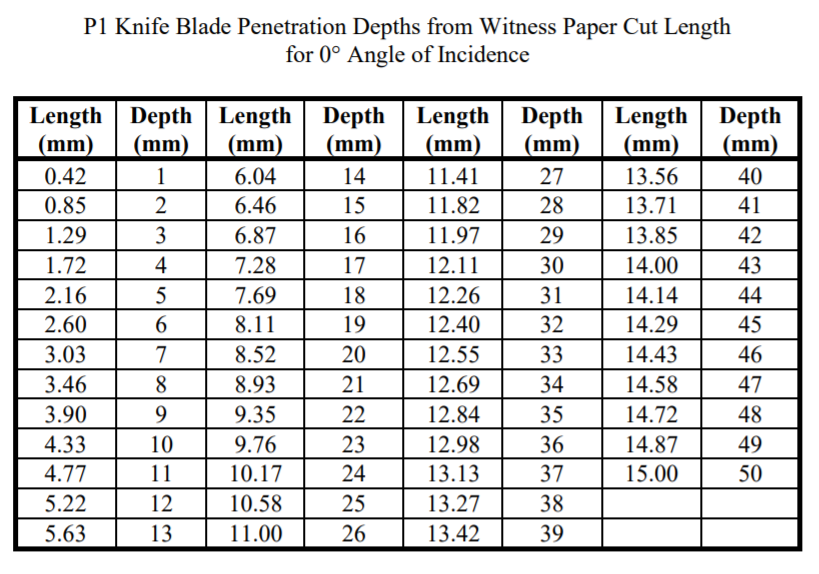 P1 Knife Blade Penetration Depths from Witness Paper Cut Length
for 0° Angle of Incidence
Length Depth Length Depth Length Depth Length Depth
(mm) (mm) (mm) (mm) (mm) (mm) (mm) (mm)
0.42 1 6.04 14 11.41 27 13.56 40
0.85 2 6.46 15 11.82 28 13.71 41
1.29 3 6.87 16 11.97 29 13.85 42
1.72 4 7.28 17 12.11 30 14.00 43
2.16 5 7.69 18 12.26 31 14.14 44
2.60 6 8.11 19 12.40 32 14.29 45
3.03 7 8.52 20 12.55 33 14.43 46
3.46 8 8.93 21 12.69 34 14.58 47
3.90 9 9.35 22 12.84 35 14.72 48
4.33 10 9.76 23 12.98 36 14.87 49
4.77 11 10.17 24 13.13 37 15.00 50
5.22 12 10.58 25 13.27 38
5.63 13 11.00 26 13.42 39